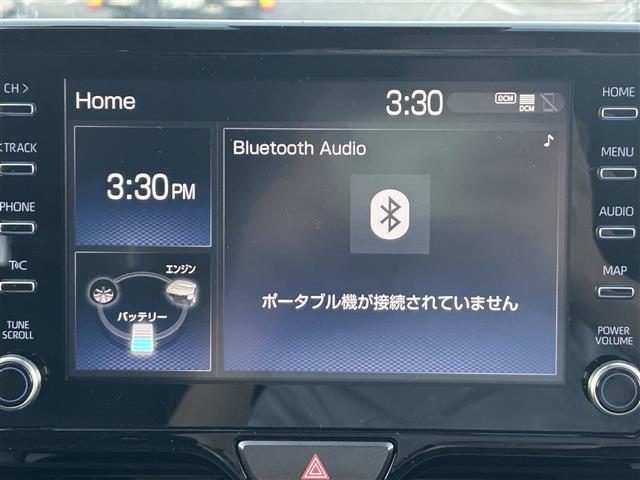 CH >
< TRACK
PHONE
T∞C
TUNE
SCROLL
Home
3:30
DCM
DCM
3:30 PM
Bluetooth Audio
エンジン
バッテリー
ポータブル機が接続されていません
HOME
MENU
AUDIO
MAP
POWER
VOLUME